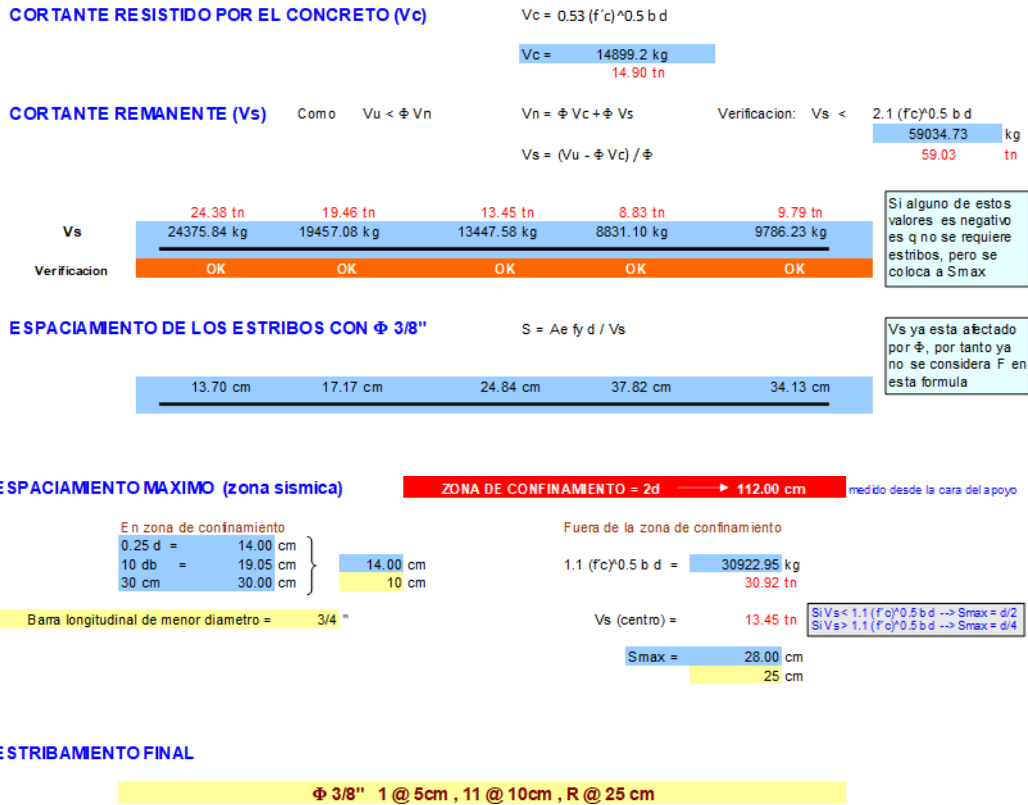 CORTANTE RESISTIDO POR EL CONCRETO (Vc) Vc = 0.53 (f´c)^0.5 b d
Vc = 14899.2 kg
14.90 tn
CORTANTE REMANENTE (Vs) Como Vu < Φ Vn Vn = Φ Vc + Φ Vs Verificacion: Vs < 2.1 (f'c)^0.5 b d
59034.73 kg
Vs = (Vu - Φ Vc) / Φ 59.03 tn
24.38 tn 19.46 tn 13.45 tn 8.83 tn 9.79 tn
Vs 24375.84 kg 19457.08 kg 13447.58 kg 8831.10 kg 9786.23 kg
Verificacion OK OK OK OK OK
Si alguno de estos
valores es negativo
es q no se requiere
estribos, pero se
coloca a Smax
ESPACIAMIENTO DE LOS ESTRIBOS CON Φ 3/8" S = Ae fy d / Vs
13.70 cm 17.17 cm 24.84 cm 37.82 cm 34.13 cm
Vs ya esta afectado
por Φ, por tanto ya
no se considera F en
esta formula
ESPACIAMIENTO MAXIMO (zona sismica) ZONA DE CONFINAMIENTO = 2d 112.00 cm medido desde la cara del apoyo
En zona de confinamiento Fuera de la zona de confinamiento
0.25 d = 14.00 cm
10 db = 19.05 cm 14.00 cm 1.1 (f'c)^0.5 b d = 30922.95 kg
30 cm 30.00 cm 10 cm 30.92 tn
Barra longitudinal de menor diametro = 3/4 " Vs (centro) = 13.45 tn
Si Vs < 1.1 (f'c)^0.5 b d --> Smax = d/2
Si Vs > 1.1 (f'c)^0.5 b d --> Smax = d/4
Smax = 28.00 cm
25 cm
ESTRIBAMIENTO FINAL
Φ 3/8" 1 @ 5cm , 11 @ 10cm , R @ 25 cm